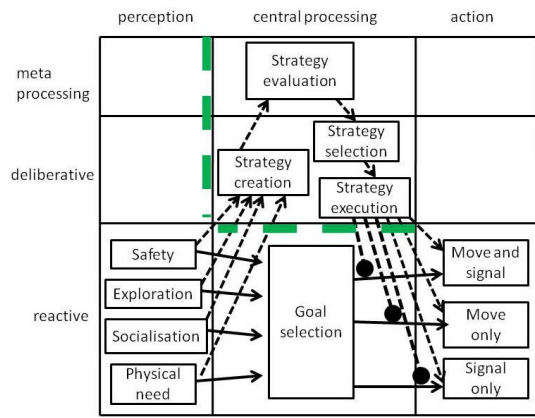 perception
central processing
action
meta
processing
Strategy
evaluation
deliberative
Strategy
selection
Strategy
creation
Strategy
execution
reactive
Safety
Exploration
Socialisation
Physical
need
Goal
selection
Move and
signal
Move
only
Signal
only